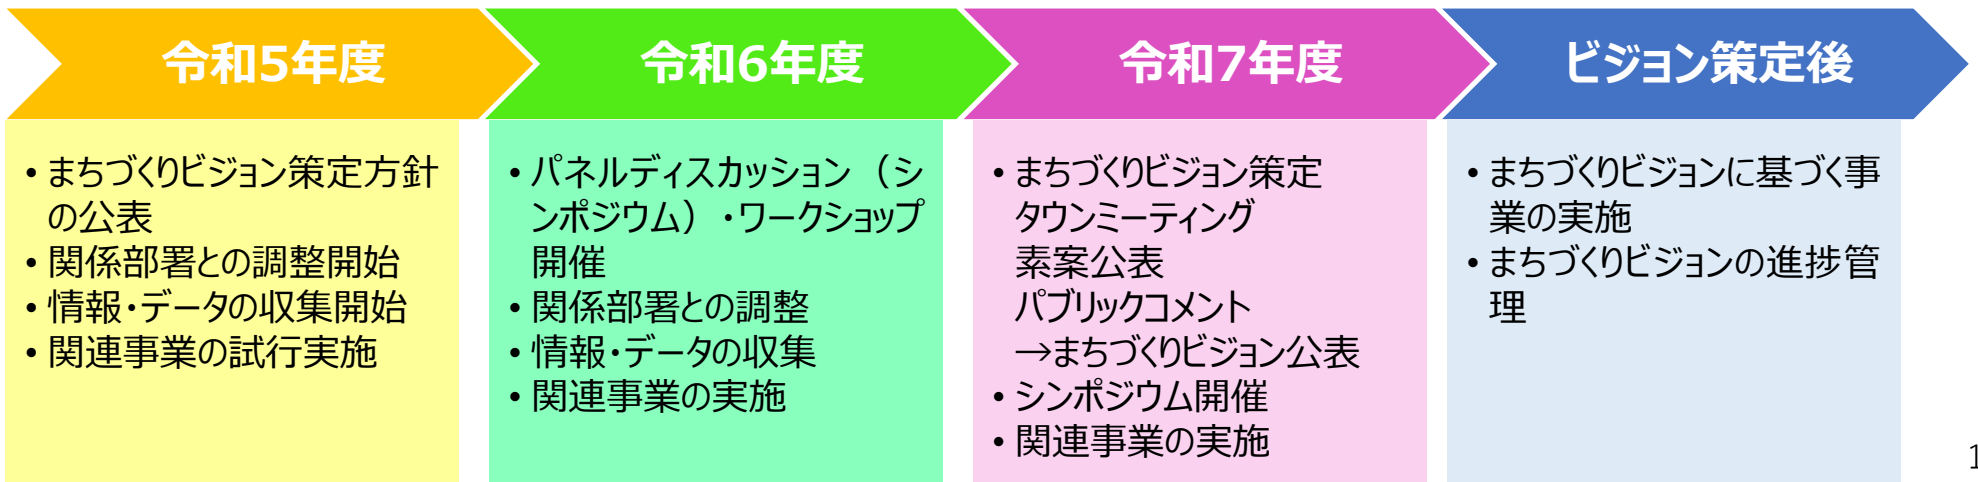 令和5年度
• まちづくりビジョン策定方針
の公表
• 関係部署との調整開始
• 情報・データの収集開始
• 関連事業の試行実施
令和6年度
• パネルディスカッション（シ
ンポジウム）・ワークショップ
開催
• 関係部署との調整
• 情報・データの収集
• 関連事業の実施
令和7年度
• まちづくりビジョン策定
タウンミーティング
素案公表
パブリックコメント
→まちづくりビジョン公表
• シンポジウム開催
• 関連事業の実施
ビジョン策定後
• まちづくりビジョンに基づく事
業の実施
• まちづくりビジョンの進捗管
理
1